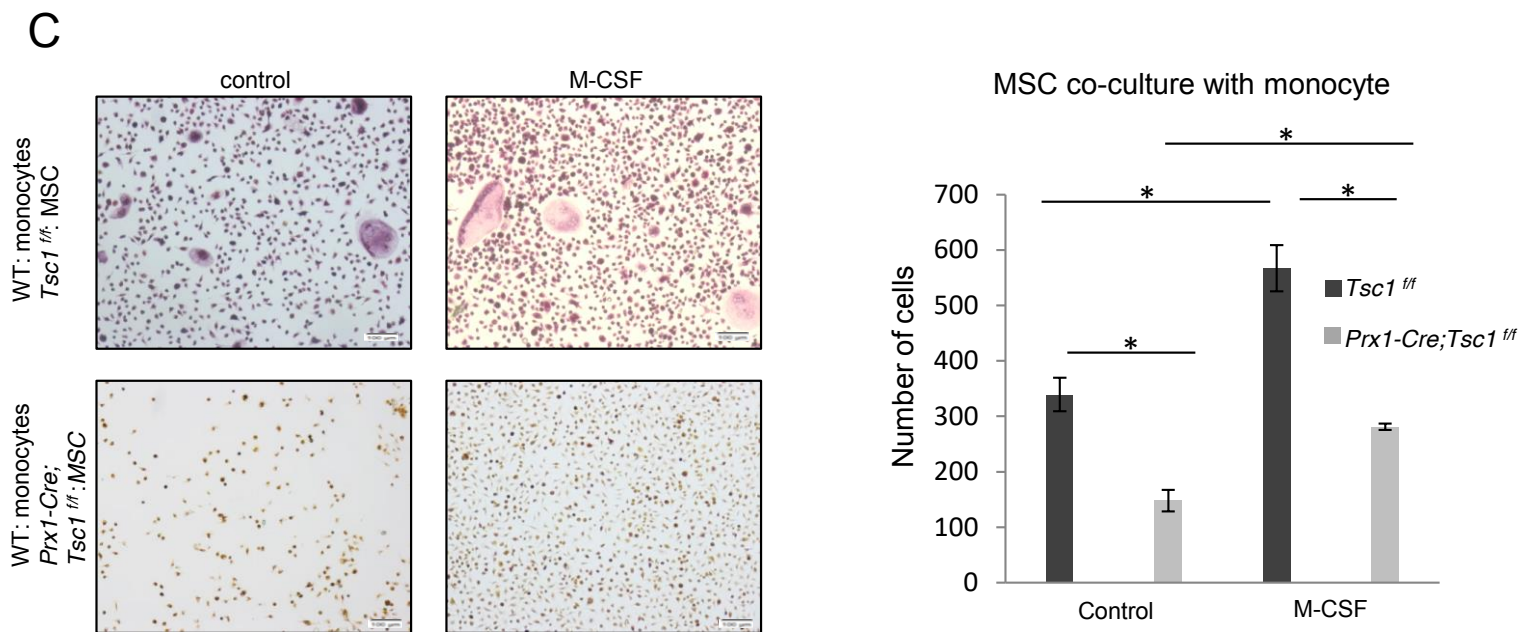 C
control
M-CSF
WT: monocytes
Tsc1 f/f: MSC
WT: monocytes
Prx1-Cre;
Tsc1 f/f:MSC
MSC co-culture with monocyte
*
*
*
*
Number of cells
700
600
500
400
300
200
100
0
Tsc1 f/f
Prx1-Cre;Tsc1 f/f
Control
M-CSF